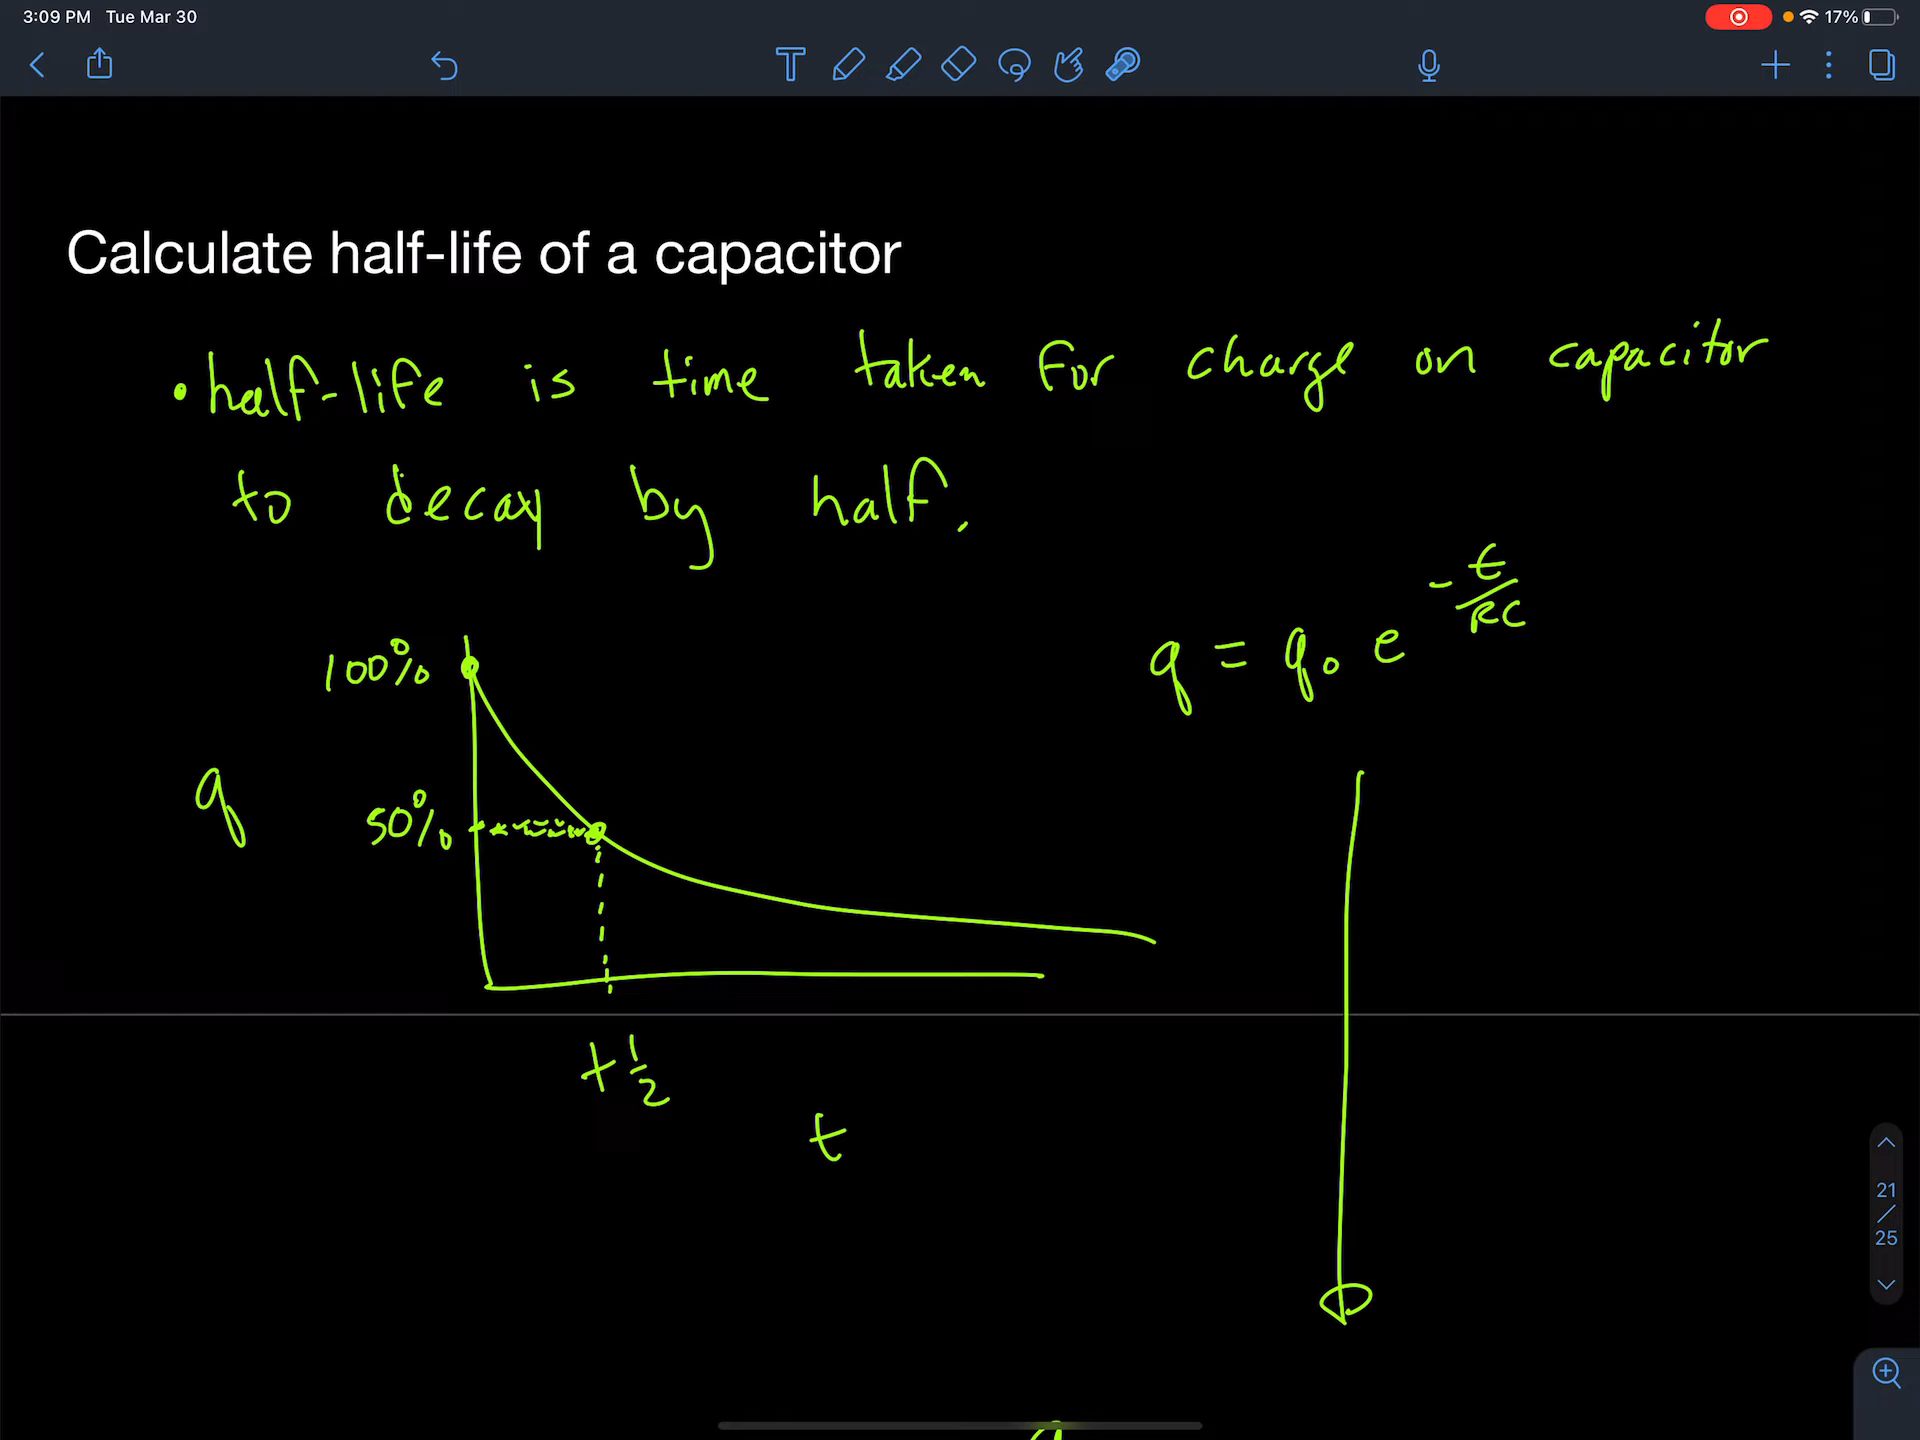 3:09 PM Tue Mar 30
17%
Calculate half-life of a capacitor
• half-life is time taken for charge on capacitor
to decay by half.
q = q₀ e^(-t/RC)
100%
q
50%
t ½
t
21
/
25